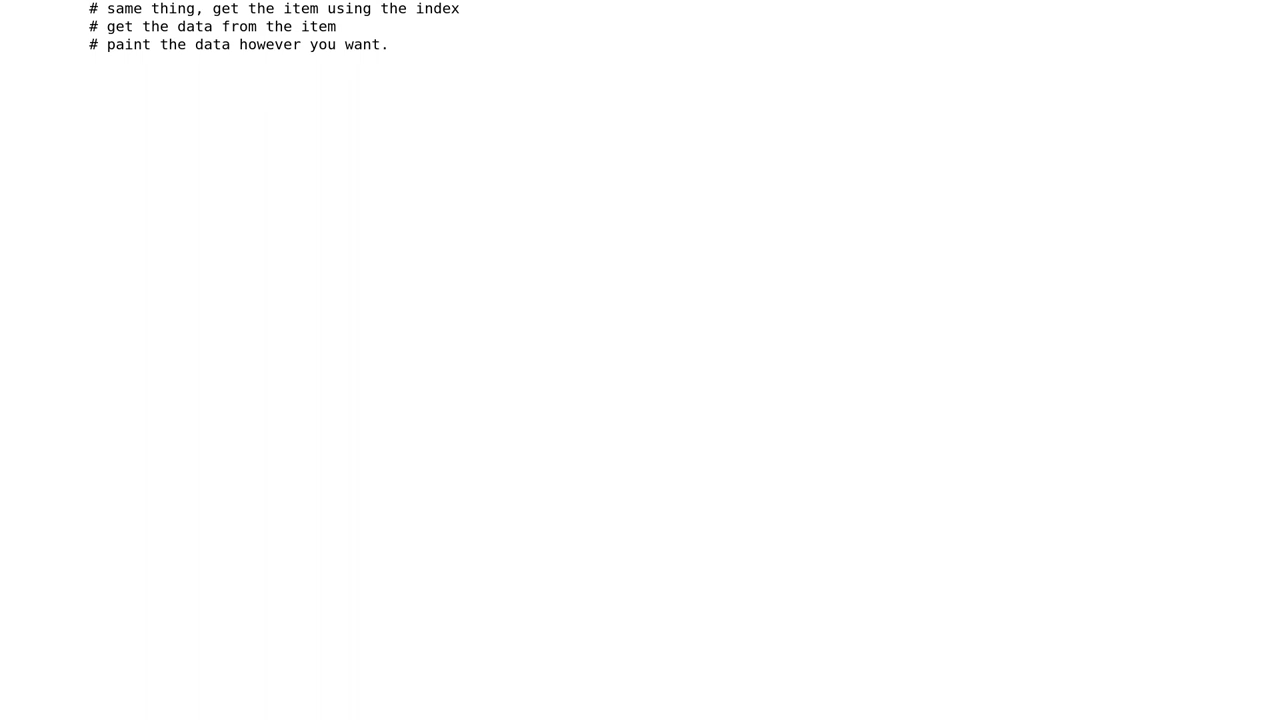 # same thing, get the item using the index
# get the data from the item
# paint the data however you want.